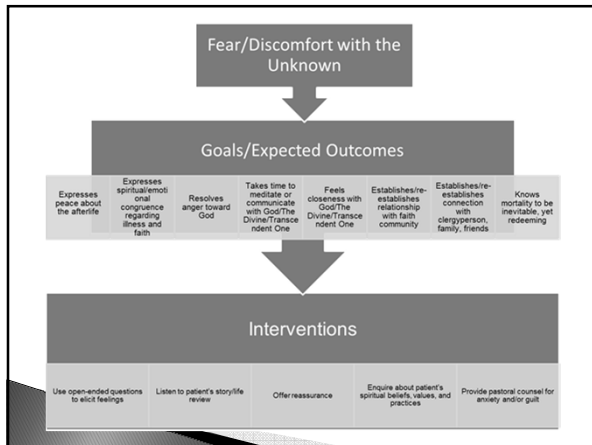 Fear/Discomfort with the
Unknown
Goals/Expected Outcomes
Expresses
peace about
the afterlife
Expresses
spiritual/emoti
onal
congruence
regarding
illness and
faith
Resolves
anger toward
God
Takes time to
meditate or
communicate
with God/The
Divine/Transce
ndent One
Feels
closeness with
God/The
Divine/Transce
ndent One
Establishes/re-
establishes
relationship
with faith
community
Establishes/re-
establishes
connection
with
clergyperson,
family, friends
Knows
mortality to be
inevitable, yet
redeeming
Interventions
Use open-ended questions
to elicit feelings
Listen to patient's story/life
review
Offer reassurance
Enquire about patient's
spiritual beliefs, values, and
practices
Provide pastoral counsel for
anxiety and/or guilt